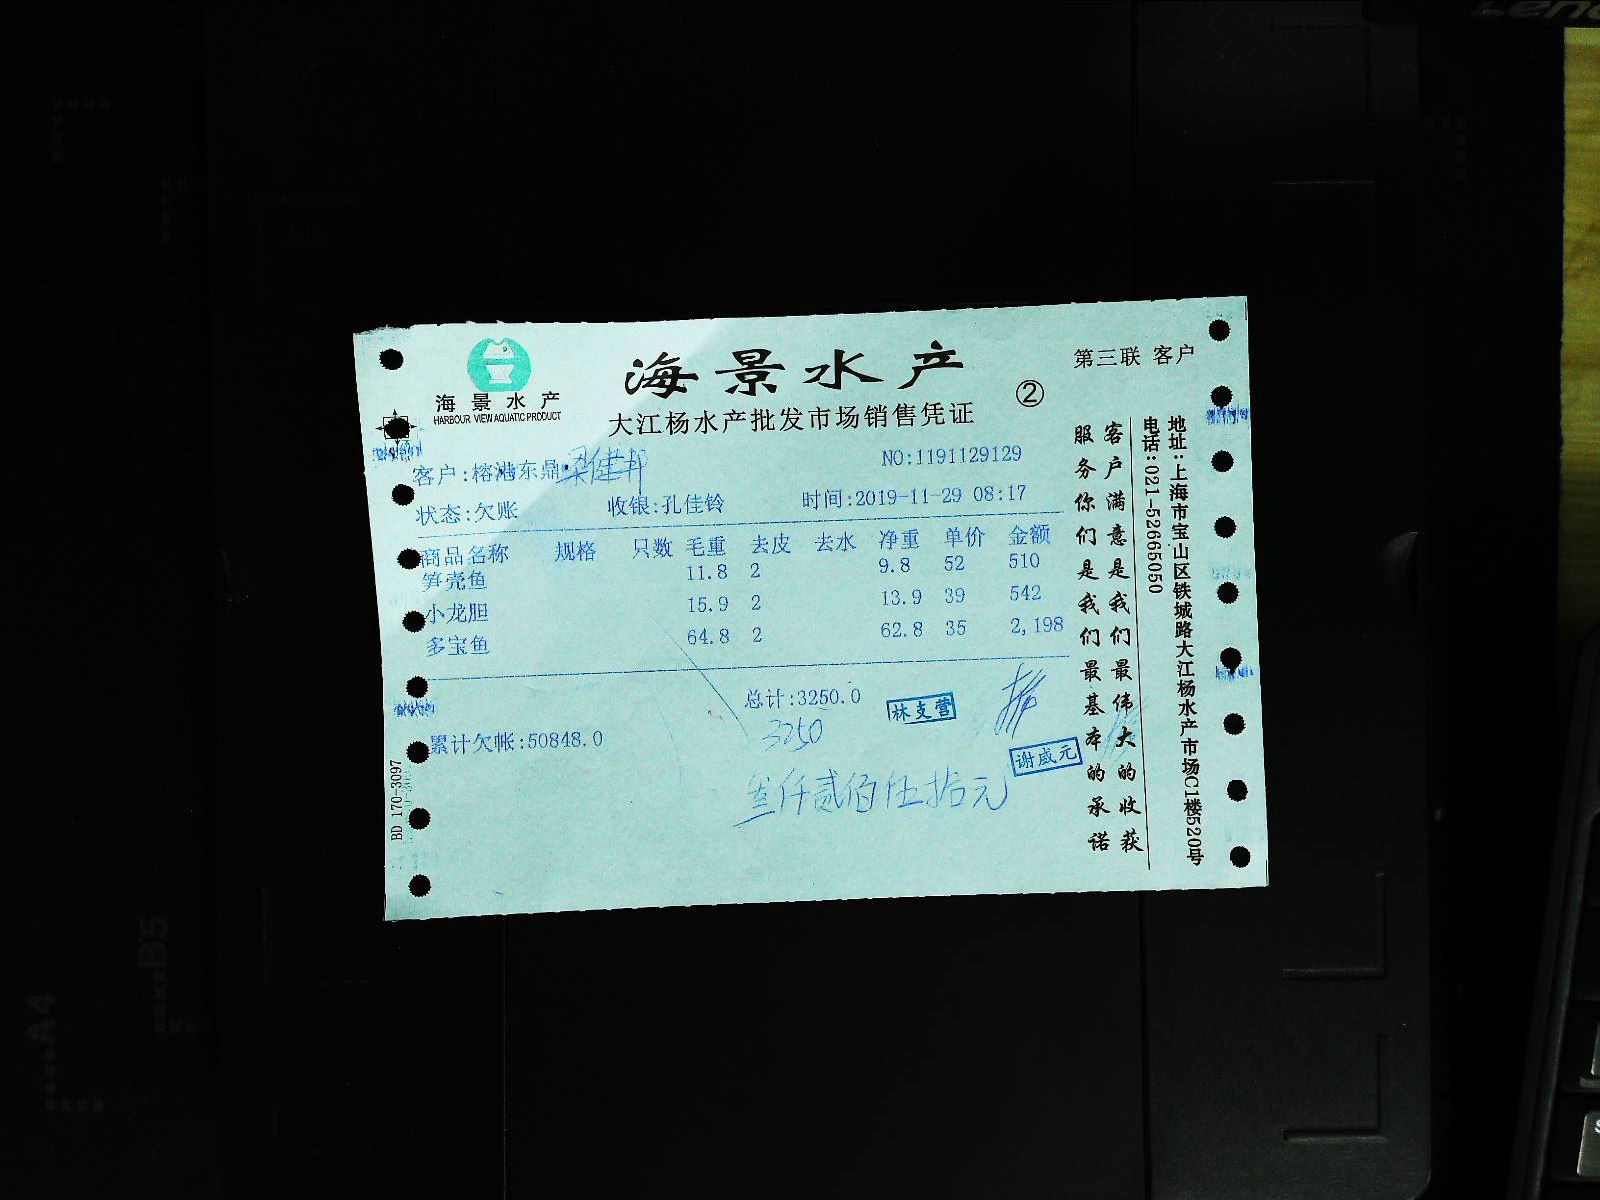 海景水产
HARBOUR VIEW AQUATIC PRODUCT
海景水产
大江杨水产批发市场销售凭证
②
第三联 客户
客户:榕港东鼎梁健邦
NO:1191129129
状态:欠账 收银:孔佳铃 时间:2019-11-29 08:17
商品名称 规格 只数 毛重 去皮 去水 净重 单价 金额
笋壳鱼 11.8 2 9.8 52 510
小龙胆 15.9 2 13.9 39 542
多宝鱼 64.8 2 62.8 35 2,198
总计:3250.0
林支营
3250
累计欠帐:50848.0
谢威元
叁仟贰佰伍拾元
BD 170-3097
客户满意是我们最伟大的收获
服务你们是我们最基本的承诺
地址:上海市宝山区铁城路大江杨水产市场C1楼520号
电话:021-52665050
A4
B5